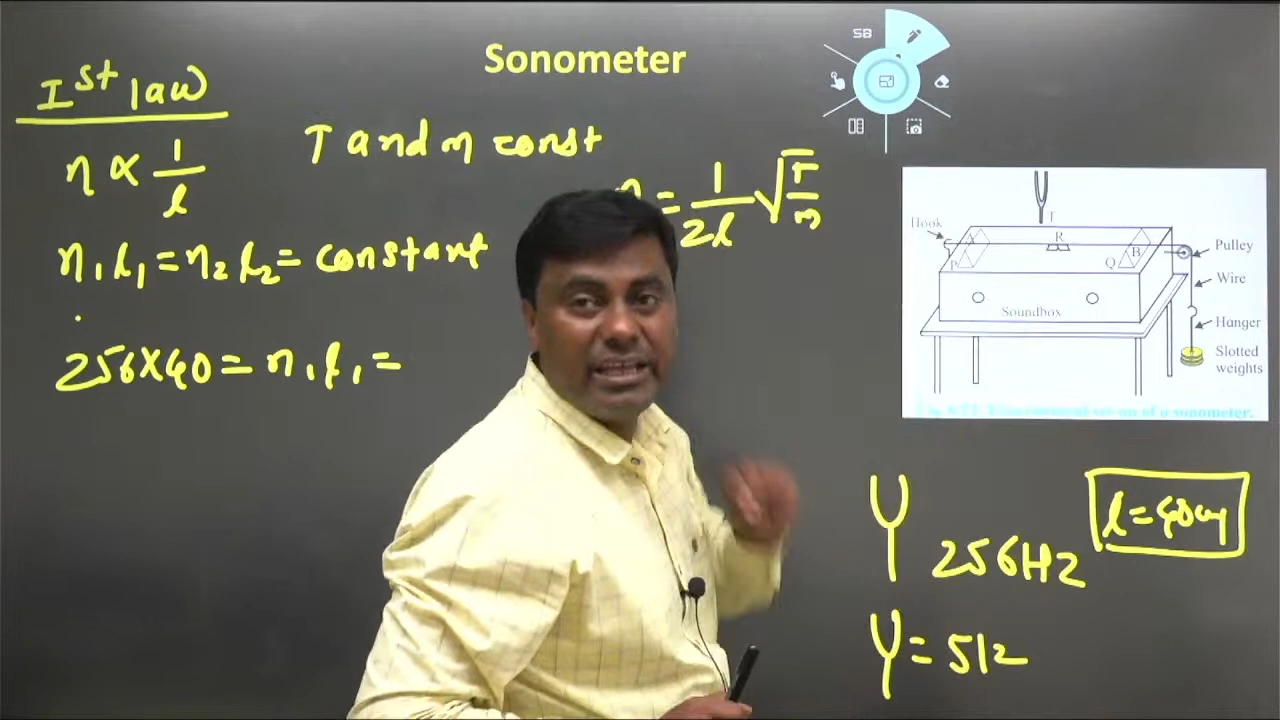 Sonometer
SB
Ist law
T and m const
n ∝ 1/l
= 1/2l √T/m
n₁l₁ = n₂l₂ = constant
256×40 = n₁l₁ =
Hook
T
R
A
B
P
Q
Pulley
Wire
Hanger
Slotted
weights
Soundbox
l = 40cm
256Hz
= 512